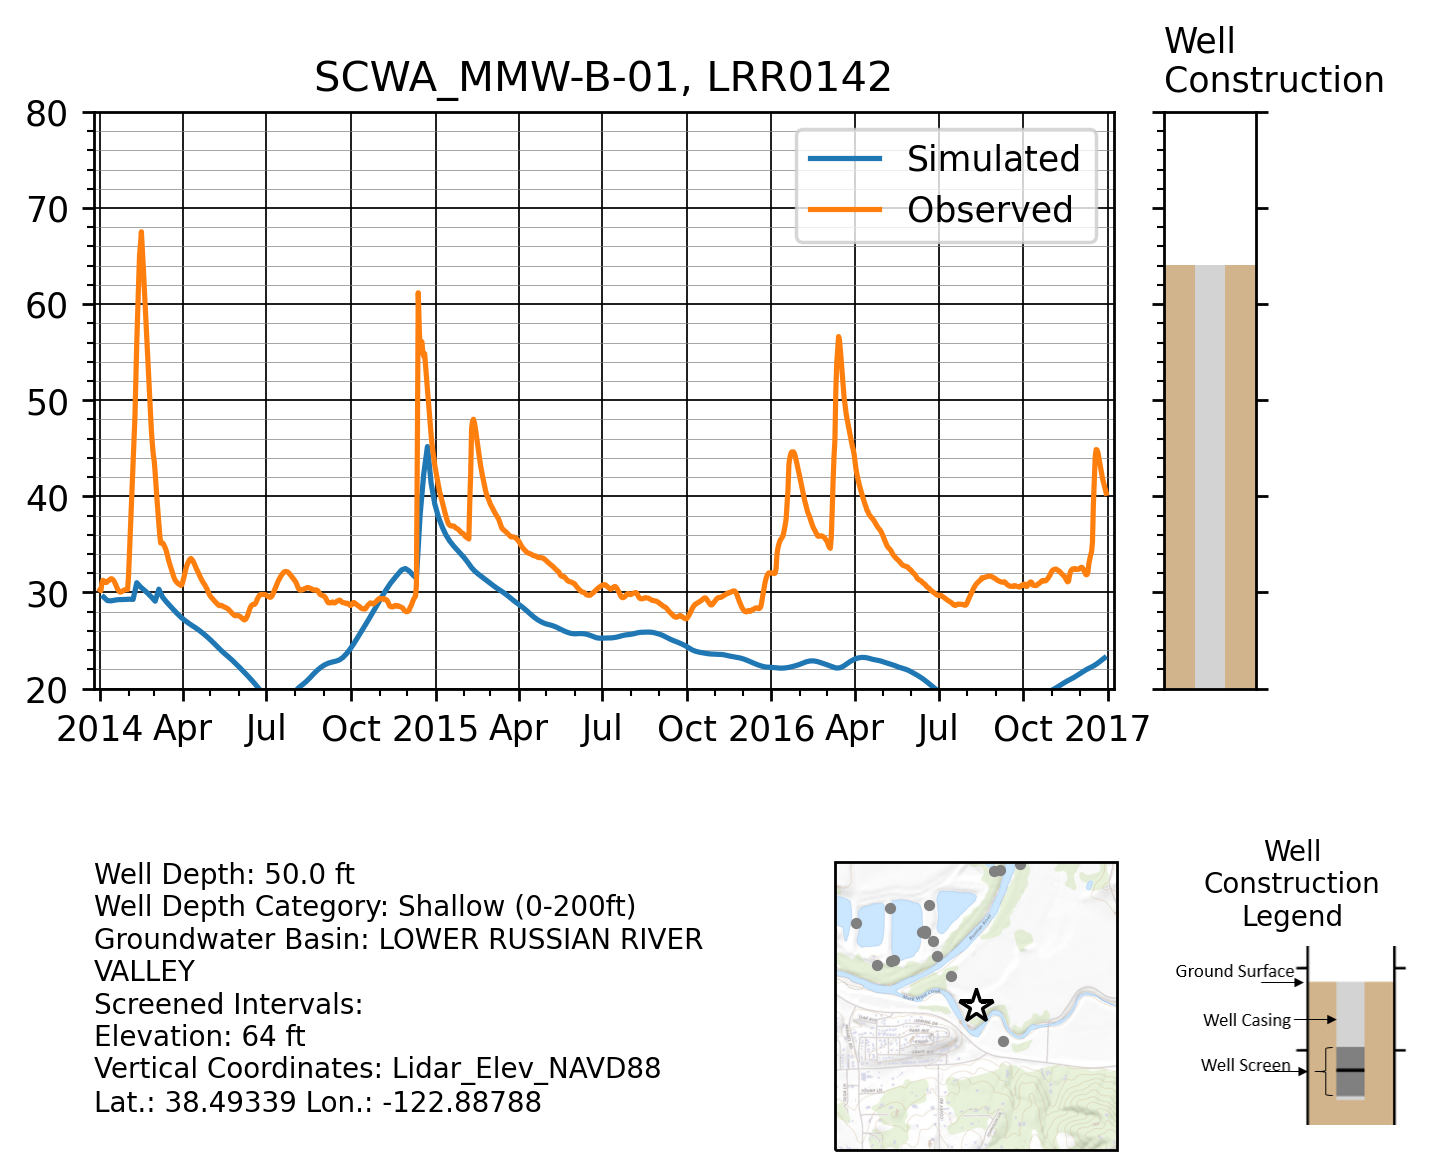 SCWA_MMW-B-01, LRR0142
Well
Construction
80
70
60
50
40
30
20
Simulated
Observed
2014 Apr Jul Oct 2015 Apr Jul Oct 2016 Apr Jul Oct 2017
Well Depth: 50.0 ft
Well Depth Category: Shallow (0-200ft)
Groundwater Basin: LOWER RUSSIAN RIVER
VALLEY
Screened Intervals:
Elevation: 64 ft
Vertical Coordinates: Lidar_Elev_NAVD88
Lat.: 38.49339 Lon.: -122.88788
Well
Construction
Legend
Ground Surface
Well Casing
Well Screen